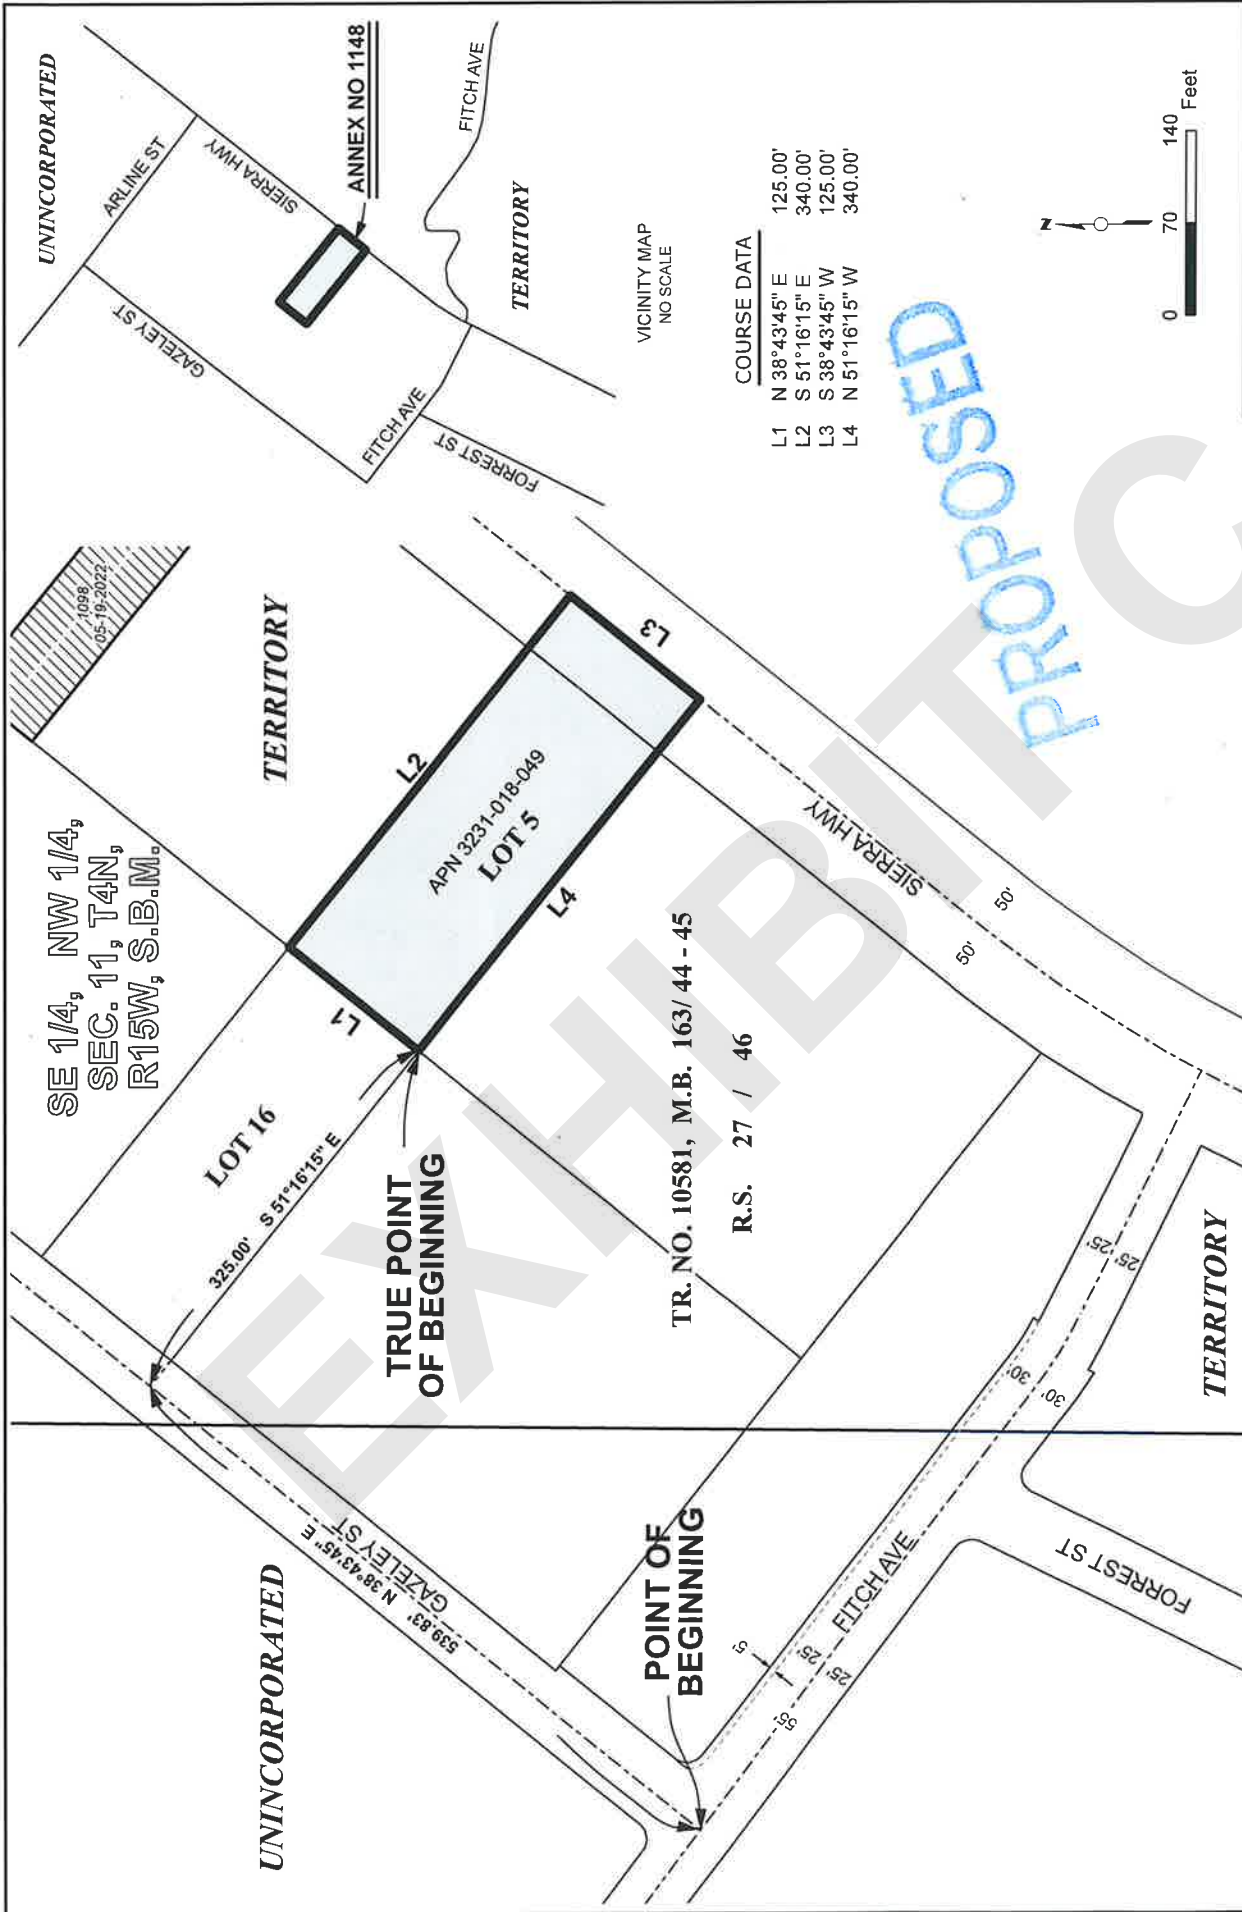 SE 1/4, NW 1/4,
SEC. 11, T4N,
R15W, S.B.M.
1098
05-19-2022
UNINCORPORATED
TERRITORY
LOT 16
325.00' S 51°16'15" E
TRUE POINT
OF BEGINNING
L1
L2
L3
L4
APN 3231-018-049
LOT 5
539.83' N 38°43'45" E
GAZELEY ST
TR. NO. 10581, M.B. 163/ 44 - 45
R.S. 27 / 46
POINT OF
BEGINNING
SIERRA HWY
50'
50'
5'
25'
25'
55'
FITCH AVE
30'
30'
25'
25'
FORREST ST
TERRITORY
UNINCORPORATED
ARLINE ST
SIERRA HWY
GAZELEY ST
ANNEX NO 1148
FITCH AVE
FITCH AVE
FORREST ST
TERRITORY
VICINITY MAP
NO SCALE
COURSE DATA
L1 N 38°43'45" E 125.00'
L2 S 51°16'15" E 340.00'
L3 S 38°43'45" W 125.00'
L4 N 51°16'15" W 340.00'
PROPOSED
N
0 70 140
Feet
EXHIBIT C